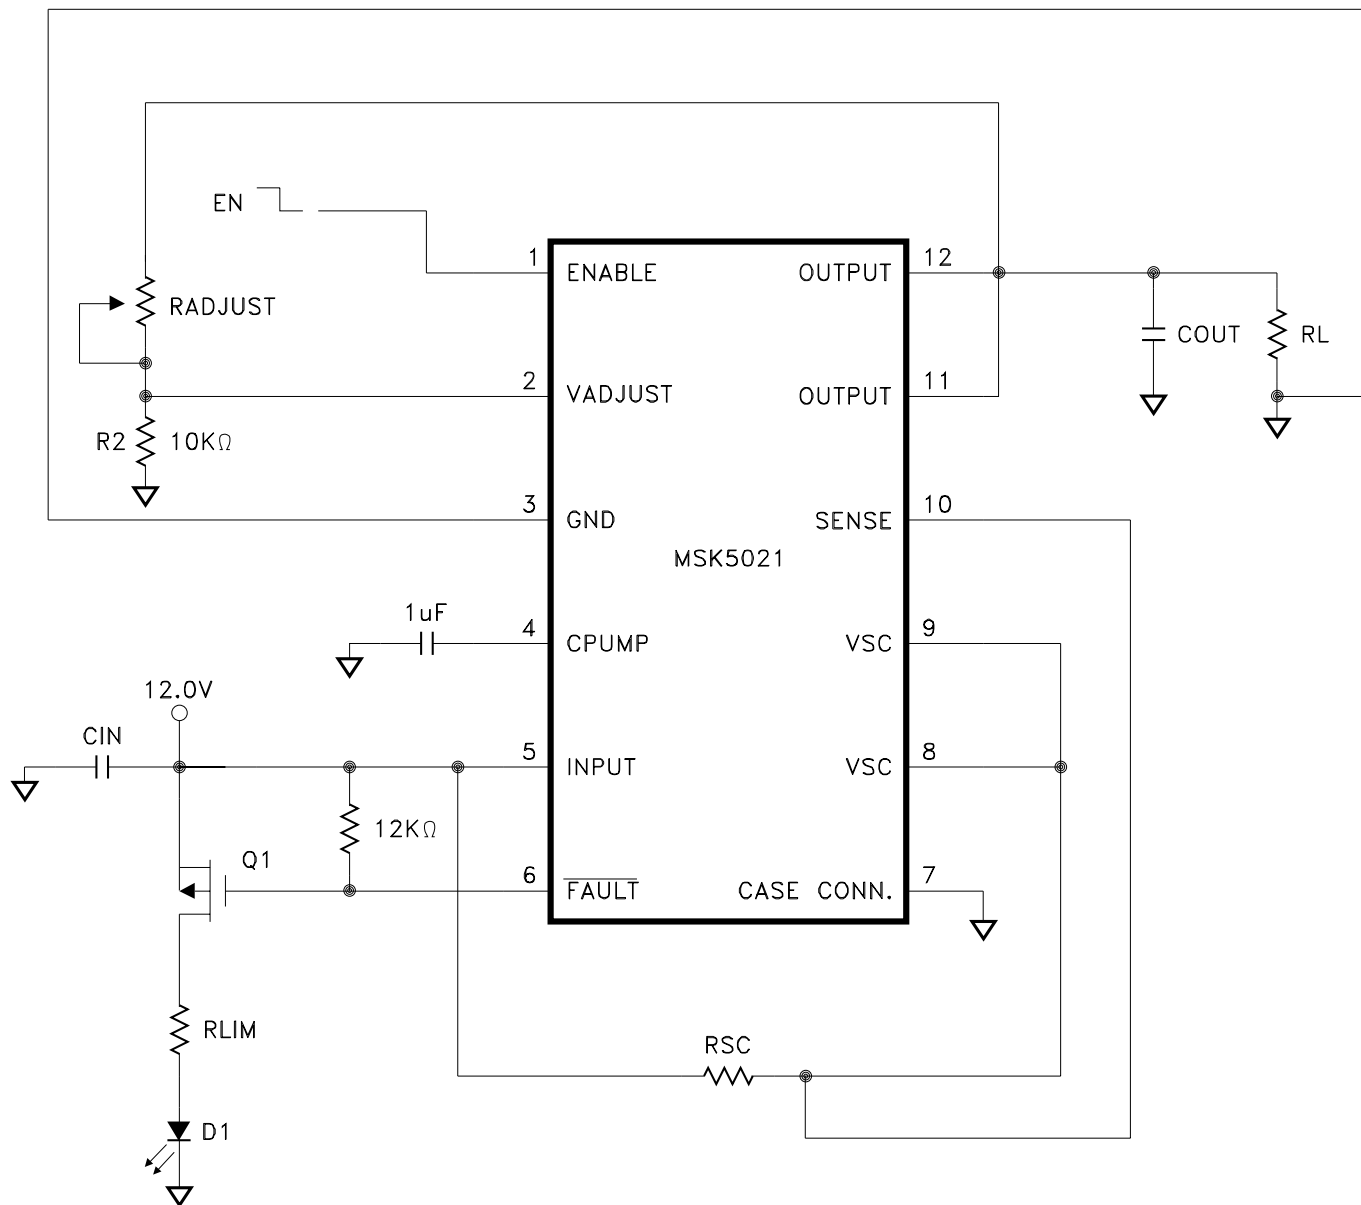 EN
1
ENABLE
OUTPUT
12
RADJUST
COUT
RL
2
VADJUST
OUTPUT
11
R2
10KΩ
3
GND
SENSE
10
MSK5021
1uF
4
CPUMP
VSC
9
12.0V
CIN
5
INPUT
VSC
8
12KΩ
Q1
6
FAULT
CASE CONN.
7
RLIM
RSC
D1